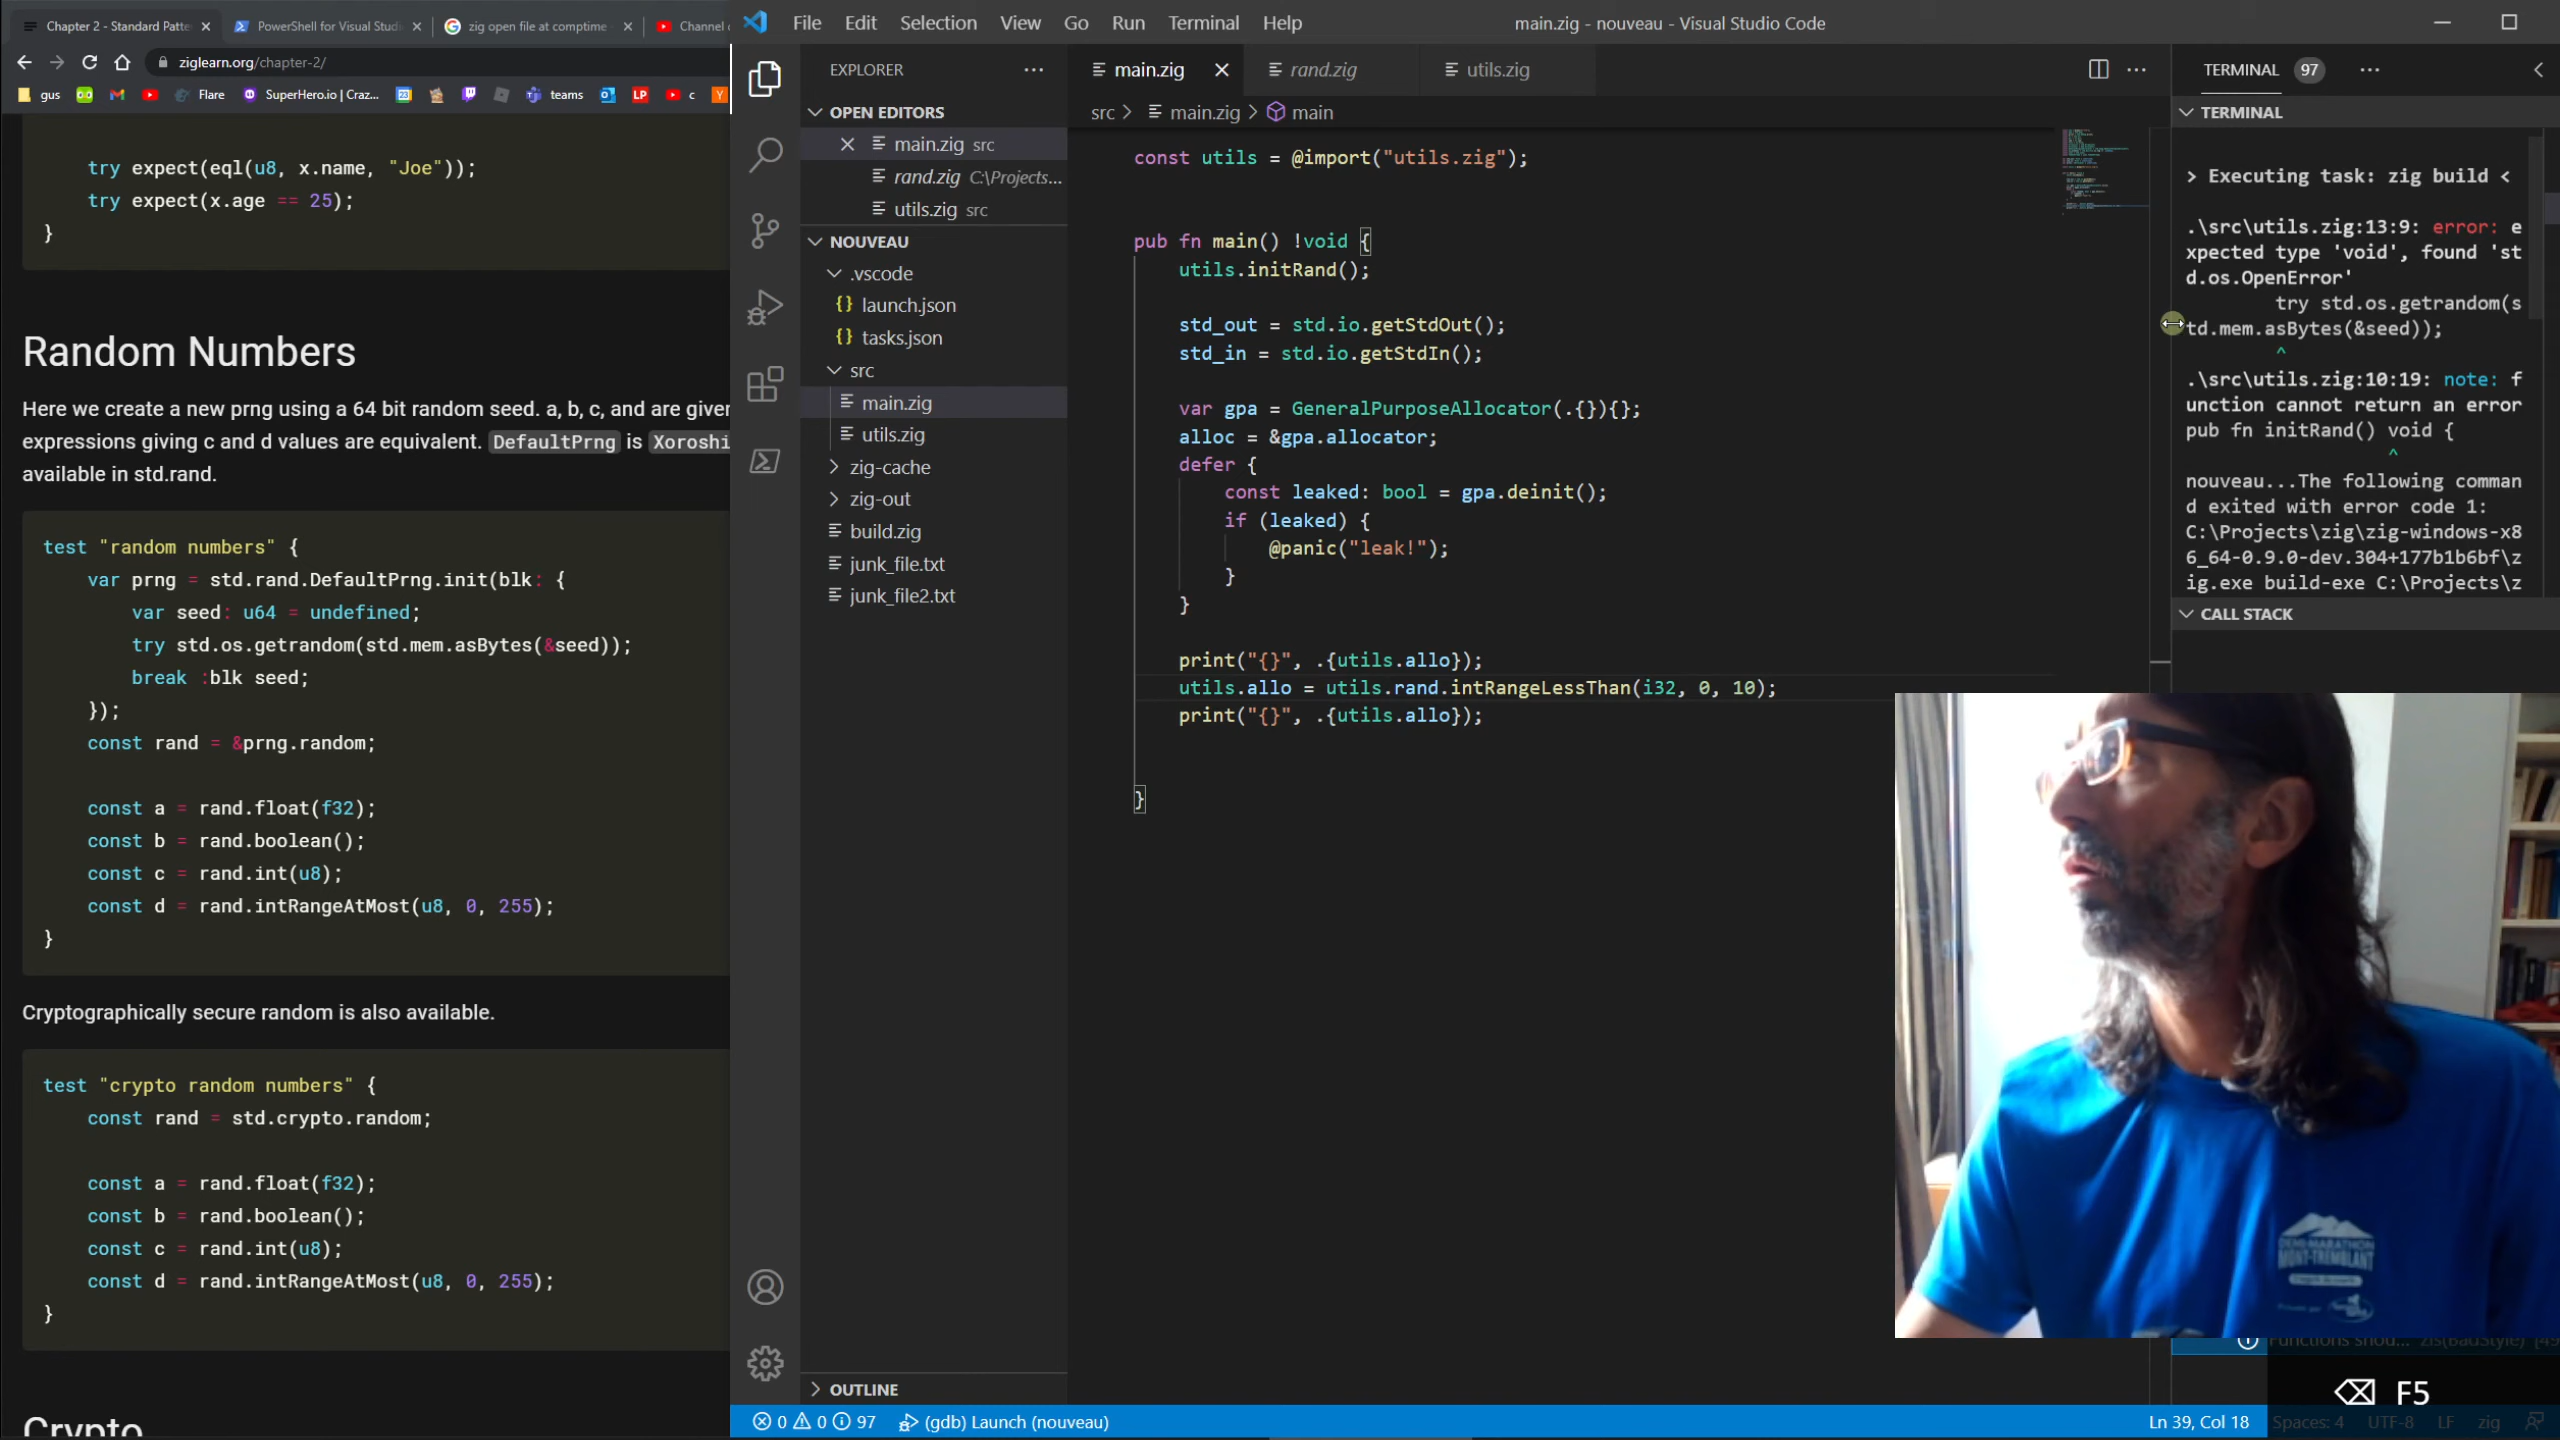 Chapter 2 - Standard Patte
PowerShell for Visual Studi
zig open file at comptime -
Channel
ziglearn.org/chapter-2/
gus
Flare
SuperHero.io | Craz...
teams
c
try expect(eql(u8, x.name, "Joe"));
try expect(x.age == 25);
}
Random Numbers
Here we create a new prng using a 64 bit random seed. a, b, c, and are giver
expressions giving c and d values are equivalent. DefaultPrng is Xoroshi
available in std.rand.
test "random numbers" {
var prng = std.rand.DefaultPrng.init(blk: {
var seed: u64 = undefined;
try std.os.getrandom(std.mem.asBytes(&seed));
break :blk seed;
});
const rand = &prng.random;
const a = rand.float(f32);
const b = rand.boolean();
const c = rand.int(u8);
const d = rand.intRangeAtMost(u8, 0, 255);
}
Cryptographically secure random is also available.
test "crypto random numbers" {
const rand = std.crypto.random;
const a = rand.float(f32);
const b = rand.boolean();
const c = rand.int(u8);
const d = rand.intRangeAtMost(u8, 0, 255);
}
Crypto
File Edit Selection View Go Run Terminal Help
main.zig - nouveau - Visual Studio Code
EXPLORER
OPEN EDITORS
main.zig src
rand.zig C:\Projects...
utils.zig src
NOUVEAU
.vscode
launch.json
tasks.json
src
main.zig
utils.zig
zig-cache
zig-out
build.zig
junk_file.txt
junk_file2.txt
OUTLINE
main.zig
rand.zig
utils.zig
src > main.zig > main
const utils = @import("utils.zig");
pub fn main() !void {
utils.initRand();
std_out = std.io.getStdOut();
std_in = std.io.getStdIn();
var gpa = GeneralPurposeAllocator(.{}){};
alloc = &gpa.allocator;
defer {
const leaked: bool = gpa.deinit();
if (leaked) {
@panic("leak!");
}
}
print("{}", .{utils.allo});
utils.allo = utils.rand.intRangeLessThan(i32, 0, 10);
print("{}", .{utils.allo});
}
TERMINAL 97
TERMINAL
> Executing task: zig build <
.\src\utils.zig:13:9: error: e
xpected type 'void', found 'st
d.os.OpenError'
try std.os.getrandom(s
td.mem.asBytes(&seed));
^
.\src\utils.zig:10:19: note: f
unction cannot return an error
pub fn initRand() void {
^
nouveau...The following comman
d exited with error code 1:
C:\Projects\zig\zig-windows-x8
6_64-0.9.0-dev.304+177b1b6bf\z
ig.exe build-exe C:\Projects\z
CALL STACK
MONT-TREMBLANT
Functions shou... zls(BadStyle) [49
F5
0 0 97 (gdb) Launch (nouveau)
Ln 39, Col 18 Spaces: 4 UTF-8 LF zig